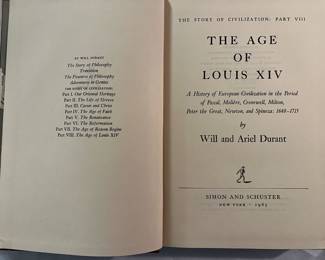 BY WILL DURANT
The Story of Philosophy
Transition
The Pleasures of Philosophy
Adventures in Genius
THE STORY OF CIVILIZATION:
Part I. Our Oriental Heritage
Part II. The Life of Greece
Part III. Caesar and Christ
Part IV. The Age of Faith
Part V. The Renaissance
Part VI. The Reformation
Part VII. The Age of Reason Begins
Part VIII. The Age of Louis XIV
THE STORY OF CIVILIZATION: PART VIII
THE AGE
OF
LOUIS XIV
A History of European Civilization in the Period
of Pascal, Molière, Cromwell, Milton,
Peter the Great, Newton, and Spinoza: 1648-1715
by
Will and Ariel Durant
SIMON AND SCHUSTER
NEW YORK · 1963